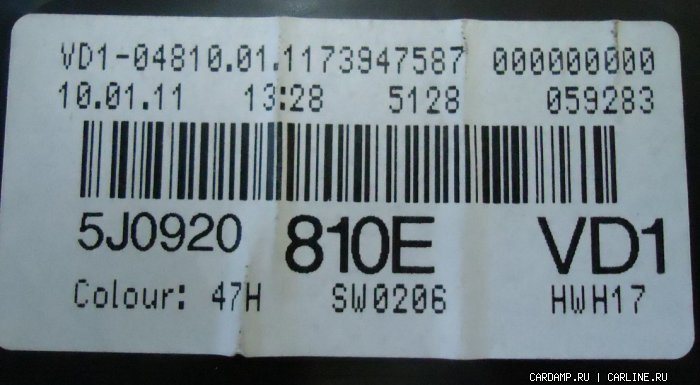 VD1-04810.01.1173947587 000000000
10.01.11 13:28 5128 059283
5J0920 810E VD1
Colour: 47H SW0206 HWH17
CARDAMP.RU | CARLINE.RU